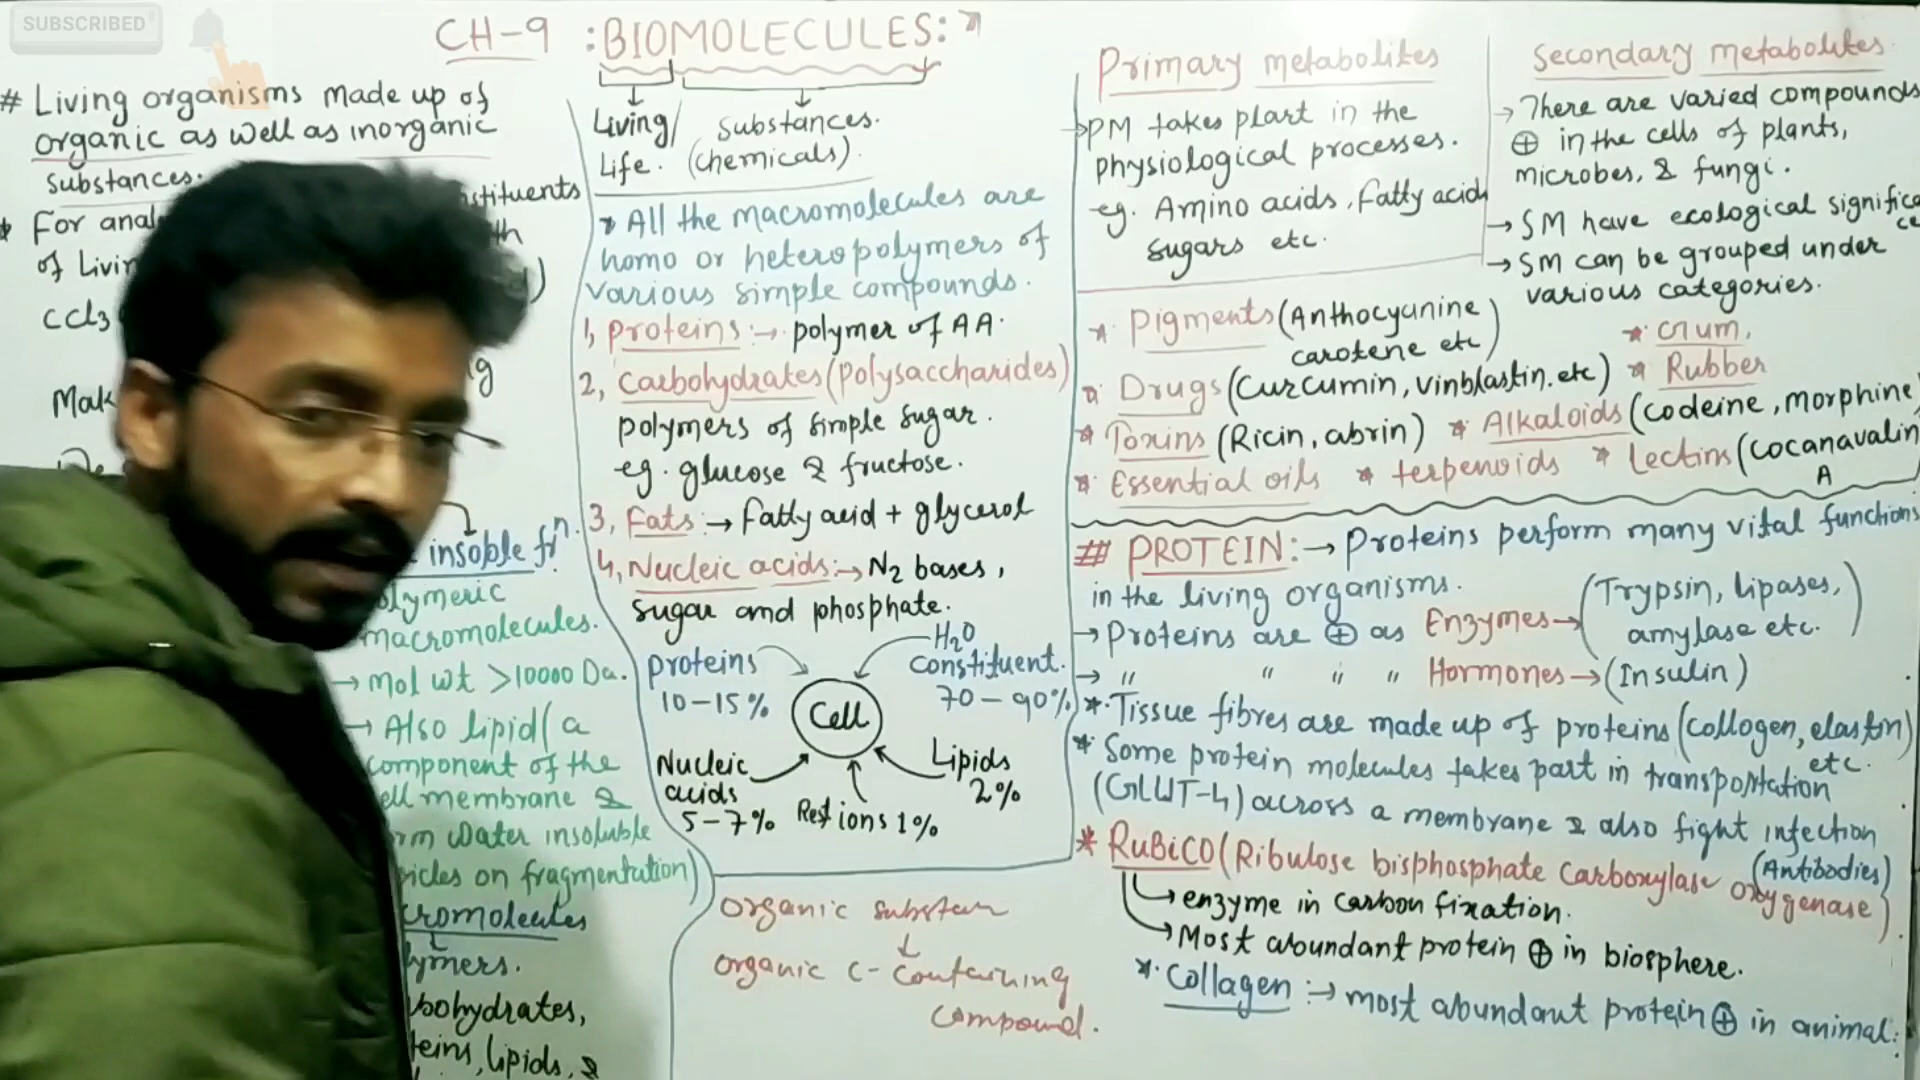 SUBSCRIBED
CH-9 :BIOMOLECULES:
# Living organisms made up of
organic as well as inorganic
substances.
* For
of
CCl3
insoble frn.
macromolecules.
→ Mol wt >10000 Da.
→ Also lipid (a
component of the
membrane &
Water insoluble
on fragmentation)
Living/
Life.
Substances.
(chemicals).
* All the macromolecules are
homo or heteropolymers of
various simple compounds.
1, Proteins :→ polymer of AA.
2, Carbohydrates (Polysaccharides)
polymers of simple sugar.
eg. glucose & fructose.
3, Fats :→ Fatty acid + glycerol
4, Nucleic acids :→ N2 bases,
sugar and phosphate.
Proteins
10-15%
H2O
constituent.
70-90%
Cell
Nucleic
acids
5-7%
Rest ions 1%
Lipids
2%
organic
↓
organic C- Containing
compound.
Primary metabolites
→ PM takes plart in the
physiological processes.
eg. Amino acids, Fatty acids
sugars etc.
Secondary metabolites
→ There are varied compounds
⊕ in the cells of plants,
microbes, & fungi.
→ SM have ecological significa
ce
→ SM can be grouped under
various categories.
* Pigments (Anthocyanine
carotene etc)
* Gum,
* Drugs (Curcumin, vinblastin. etc) * Rubber
* Toxins (Ricin, abrin) * Alkaloids (Codeine, morphine)
* Essential oils * terpenoids * Lectins (Cocanavalin
A
## PROTEIN :→ Proteins perform many vital functions
in the living organisms.
→ Proteins are ⊕ as Enzymes → (Trypsin, lipases,
amylase etc.)
→ " " " " Hormones → (Insulin)
* Tissue fibres are made up of proteins (Collogen, elastin)
etc.
* Some protein molecules takes part in transportation
(GLUT-4) across a membrane & also fight infection
(Antibodies)
* RuBiCO (Ribulose bisphosphate Carboxylase oxygenase)
→ enzyme in Carbon fixation.
→ Most abundant protein ⊕ in biosphere.
* Collagen :→ most abundant protein ⊕ in animal.